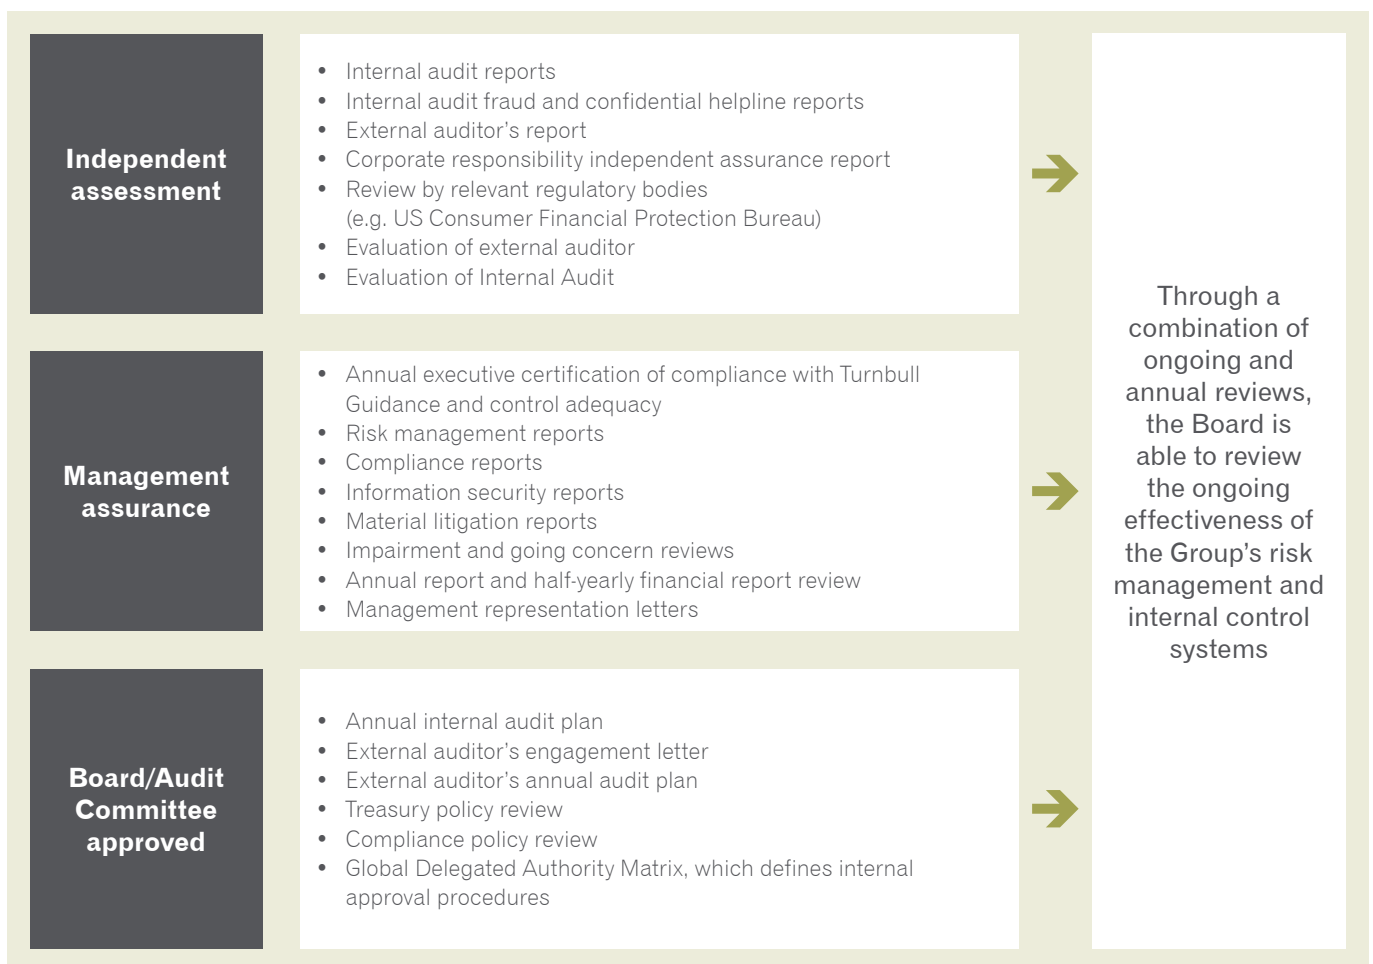 Independent
assessment
• Internal audit reports
• Internal audit fraud and confidential helpline reports
• External auditor’s report
• Corporate responsibility independent assurance report
• Review by relevant regulatory bodies
(e.g. US Consumer Financial Protection Bureau)
• Evaluation of external auditor
• Evaluation of Internal Audit
Management
assurance
• Annual executive certification of compliance with Turnbull
Guidance and control adequacy
• Risk management reports
• Compliance reports
• Information security reports
• Material litigation reports
• Impairment and going concern reviews
• Annual report and half-yearly financial report review
• Management representation letters
Board/Audit
Committee
approved
• Annual internal audit plan
• External auditor’s engagement letter
• External auditor’s annual audit plan
• Treasury policy review
• Compliance policy review
• Global Delegated Authority Matrix, which defines internal
approval procedures
Through a
combination of
ongoing and
annual reviews,
the Board is
able to review
the ongoing
effectiveness of
the Group’s risk
management and
internal control
systems